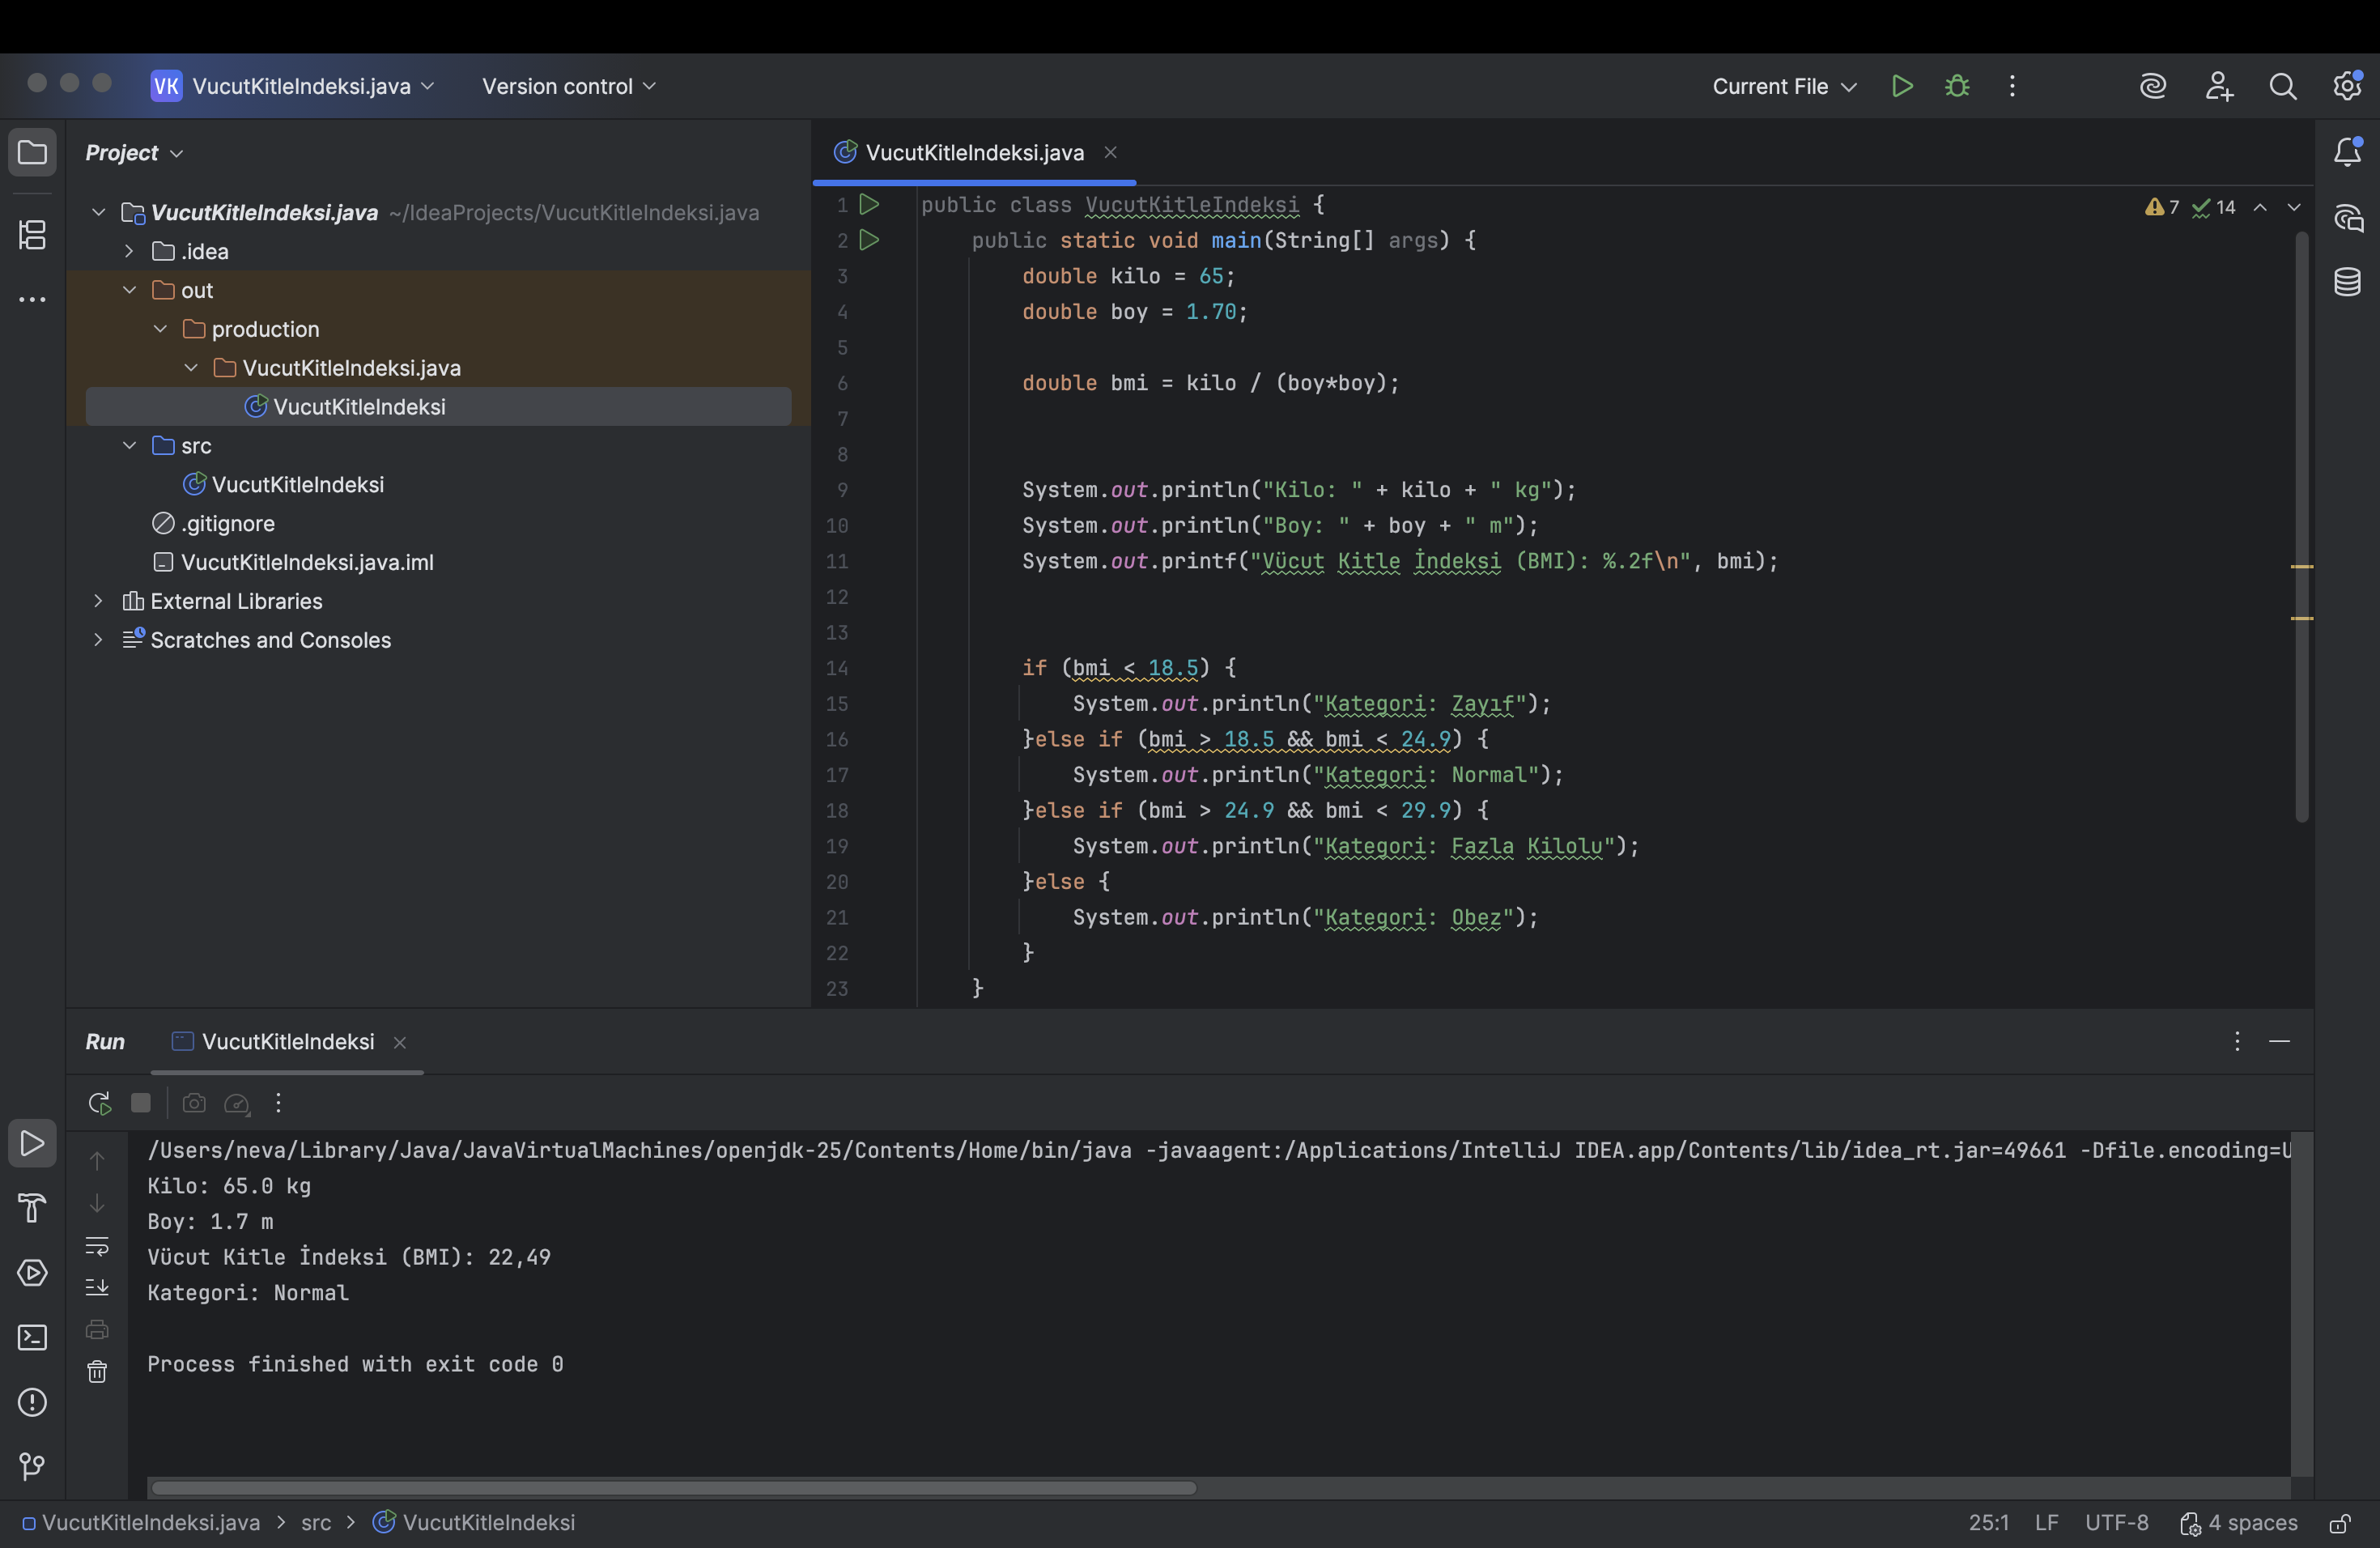 VK VucutKitleIndeksi.java Version control Current File
Project
VucutKitleIndeksi.java ~/IdeaProjects/VucutKitleIndeksi.java
.idea
out
production
VucutKitleIndeksi.java
VucutKitleIndeksi
src
VucutKitleIndeksi
.gitignore
VucutKitleIndeksi.java.iml
External Libraries
Scratches and Consoles
VucutKitleIndeksi.java
7 14
1 public class VucutKitleIndeksi {
2 public static void main(String[] args) {
3 double kilo = 65;
4 double boy = 1.70;
5
6 double bmi = kilo / (boy*boy);
7
8
9 System.out.println("Kilo: " + kilo + " kg");
10 System.out.println("Boy: " + boy + " m");
11 System.out.printf("Vücut Kitle İndeksi (BMI): %.2f\n", bmi);
12
13
14 if (bmi < 18.5) {
15 System.out.println("Kategori: Zayıf");
16 }else if (bmi > 18.5 && bmi < 24.9) {
17 System.out.println("Kategori: Normal");
18 }else if (bmi > 24.9 && bmi < 29.9) {
19 System.out.println("Kategori: Fazla Kilolu");
20 }else {
21 System.out.println("Kategori: Obez");
22 }
23 }
Run VucutKitleIndeksi
/Users/neva/Library/Java/JavaVirtualMachines/openjdk-25/Contents/Home/bin/java -javaagent:/Applications/IntelliJ IDEA.app/Contents/lib/idea_rt.jar=49661 -Dfile.encoding=U
Kilo: 65.0 kg
Boy: 1.7 m
Vücut Kitle İndeksi (BMI): 22,49
Kategori: Normal
Process finished with exit code 0
VucutKitleIndeksi.java > src > VucutKitleIndeksi 25:1 LF UTF-8 4 spaces